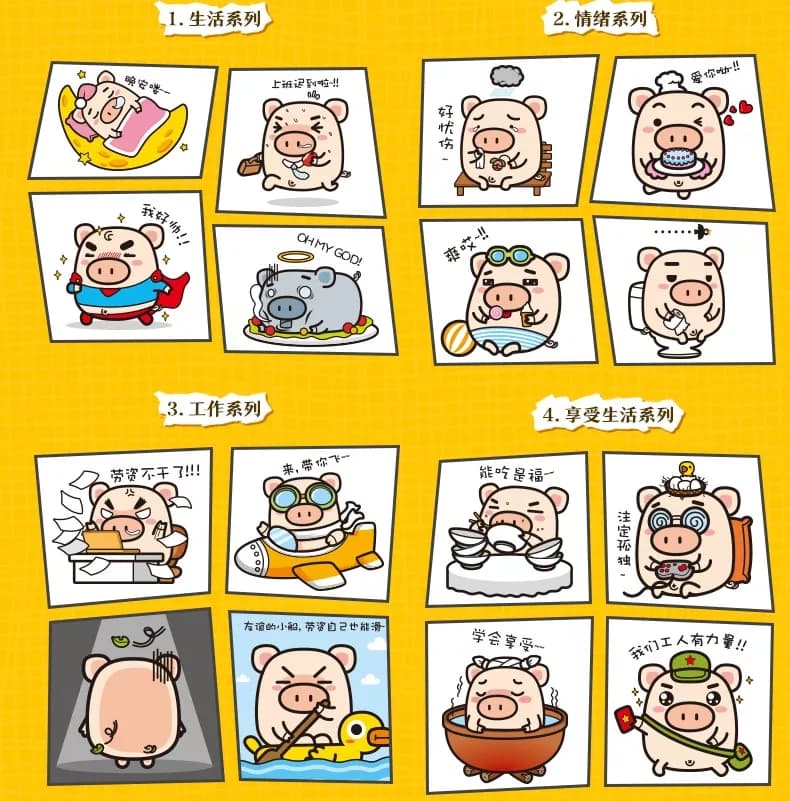 1. 生活系列
晚安喽~
上班迟到啦~!!
我好帅!!
OH MY GOD!
2. 情绪系列
好忧伤~
爱你呦~!!
爽哎~!!
3. 工作系列
劳资不干了!!!
来,带你飞~
友谊的小船,劳资自己也能滑~
4. 享受生活系列
能吃是福~
注定孤独~
学会享受~
我们工人有力量!!